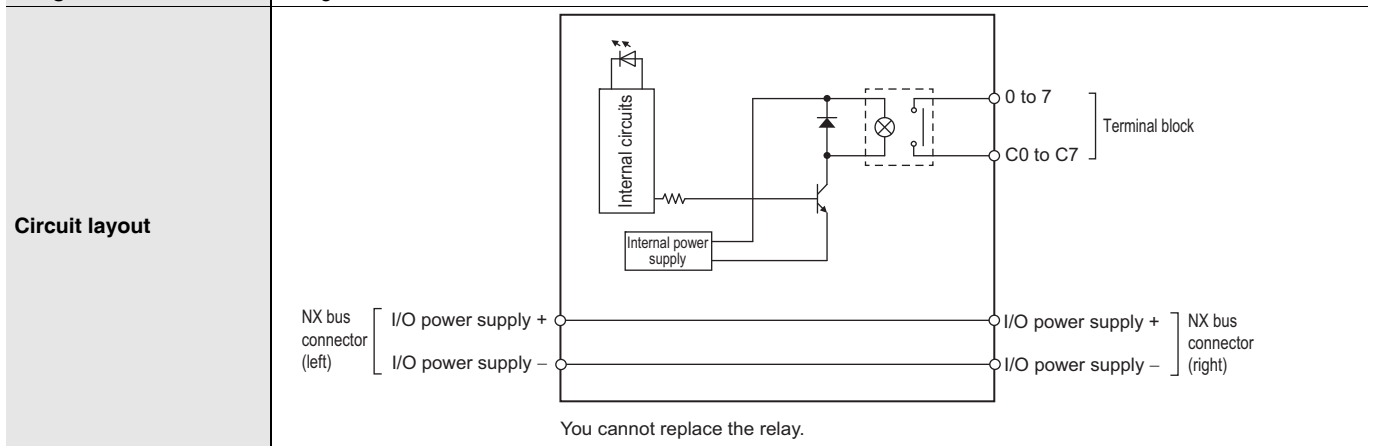 Circuit layout
Internal circuits
Internal power
supply
0 to 7
C0 to C7
Terminal block
NX bus
connector
(left)
I/O power supply +
I/O power supply −
I/O power supply +
I/O power supply −
NX bus
connector
(right)
You cannot replace the relay.